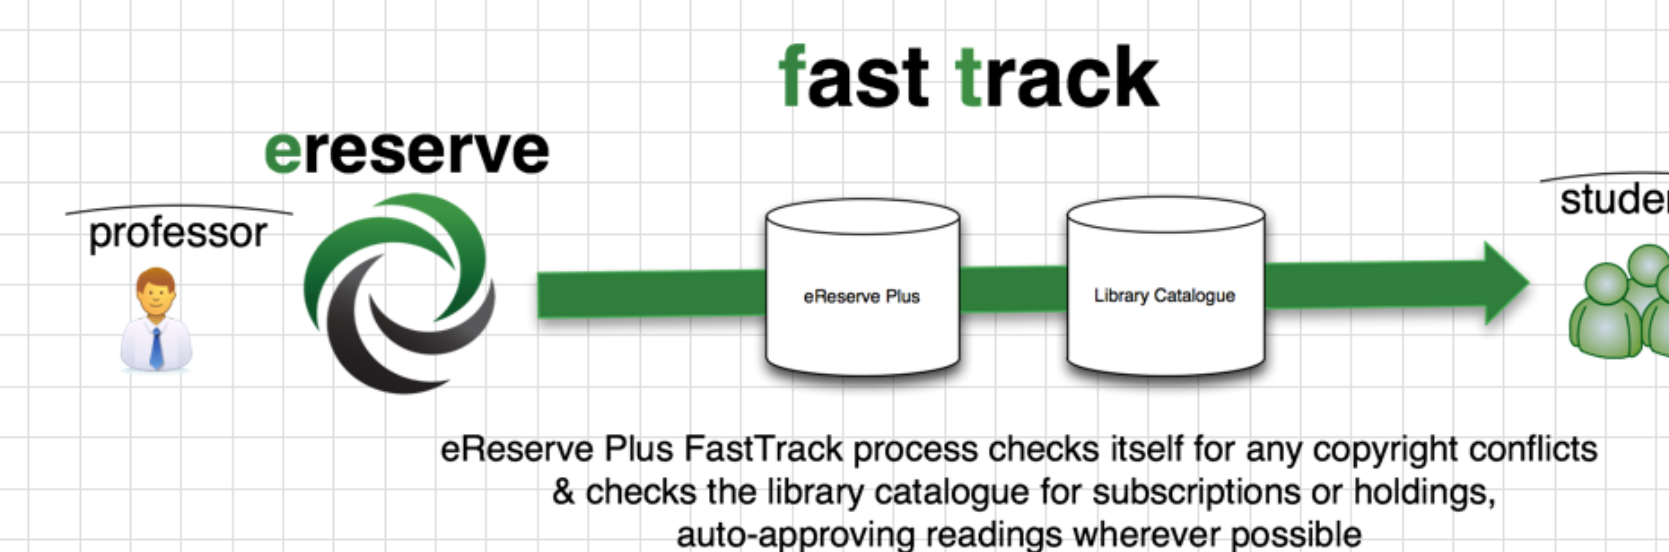 fast track
ereserve
professor
eReserve Plus
Library Catalogue
eReserve Plus FastTrack process checks itself for any copyright conflicts
& checks the library catalogue for subscriptions or holdings,
auto-approving readings wherever possible